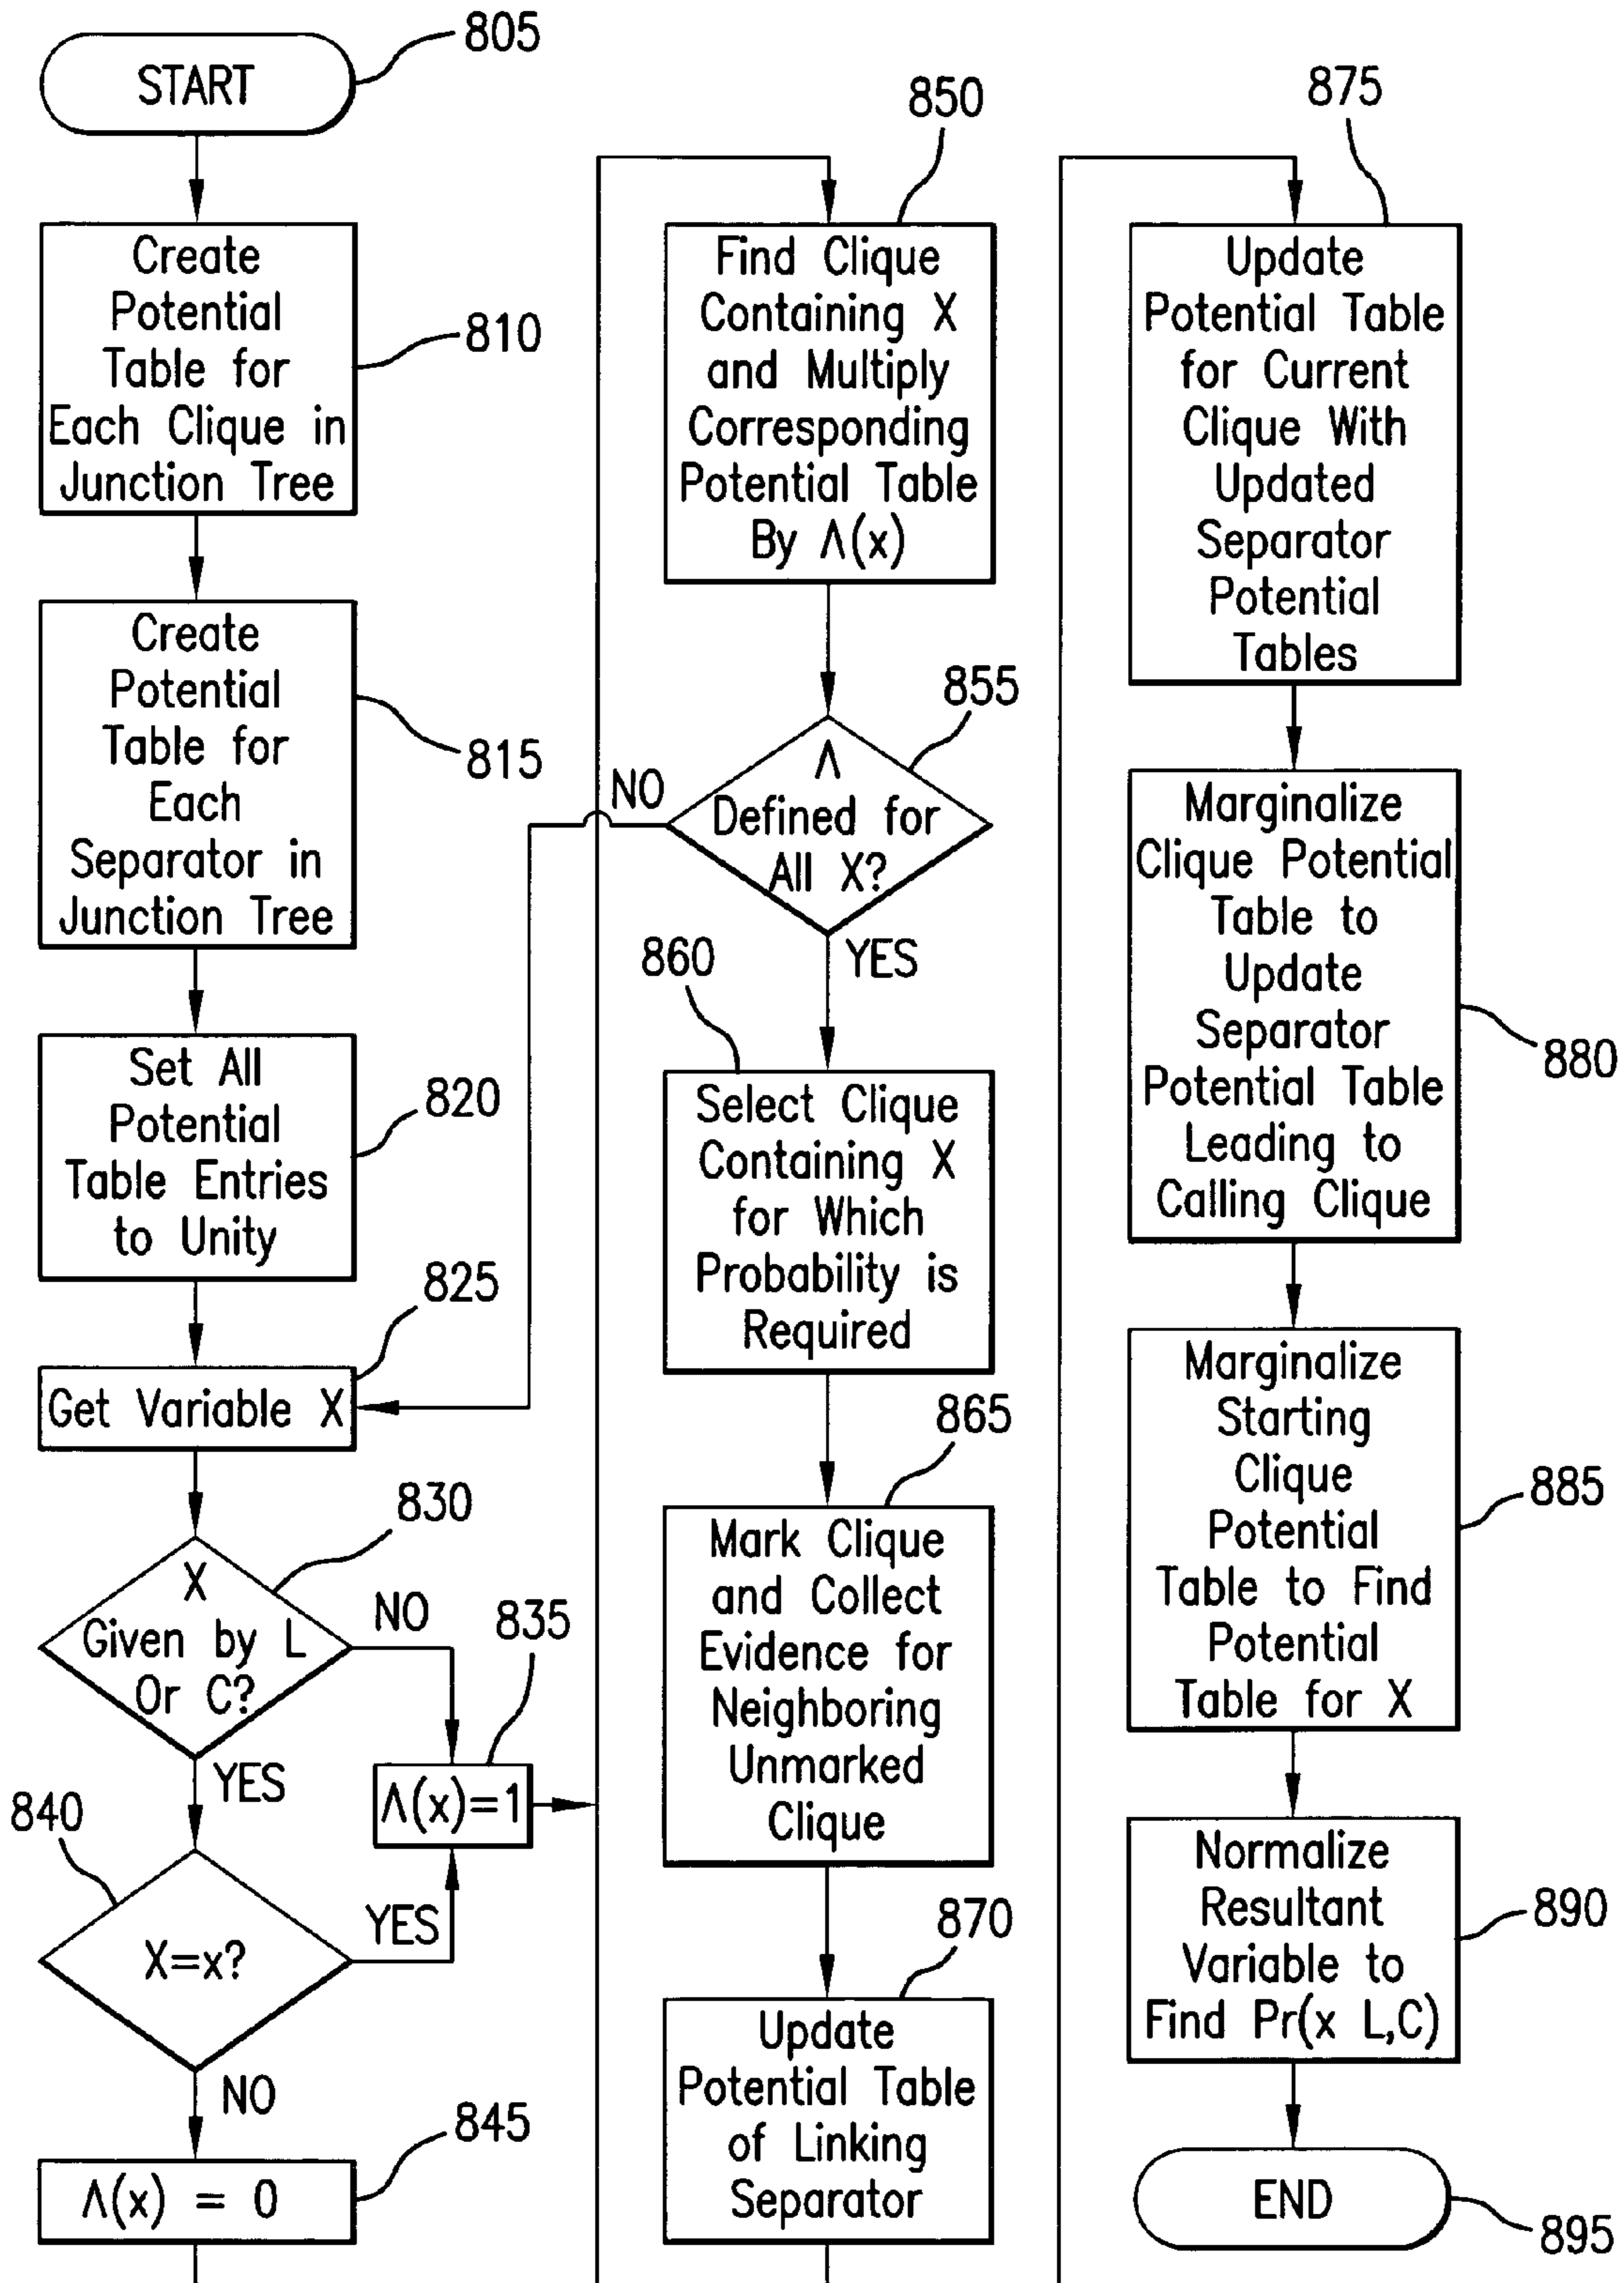 START
805
Create
Potential
Table for
Each Clique in
Junction Tree
810
Create
Potential
Table for
Each
Separator in
Junction Tree
815
Set All
Potential
Table Entries
to Unity
820
825
Get Variable X
830
X
Given by L
Or C?
NO
YES
835
Λ(x)=1
840
X=x?
YES
NO
845
Λ(x) = 0
850
Find Clique
Containing X
and Multiply
Corresponding
Potential Table
By Λ(x)
855
Λ
Defined for
All X?
NO
YES
860
Select Clique
Containing X
for Which
Probability is
Required
865
Mark Clique
and Collect
Evidence for
Neighboring
Unmarked
Clique
870
Update
Potential Table
of Linking
Separator
875
Update
Potential Table
for Current
Clique With
Updated
Separator
Potential
Tables
Marginalize
Clique Potential
Table to
Update
Separator
Potential Table
Leading to
Calling Clique
880
Marginalize
Starting
Clique
Potential
Table to Find
Potential
Table for X
885
Normalize
Resultant
Variable to
Find Pr(x L,C)
890
END
895